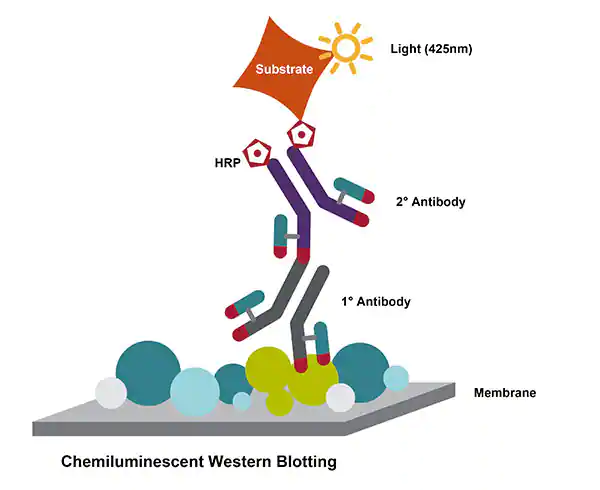 Light (425nm)
Substrate
HRP
2° Antibody
1° Antibody
Membrane
Chemiluminescent Western Blotting